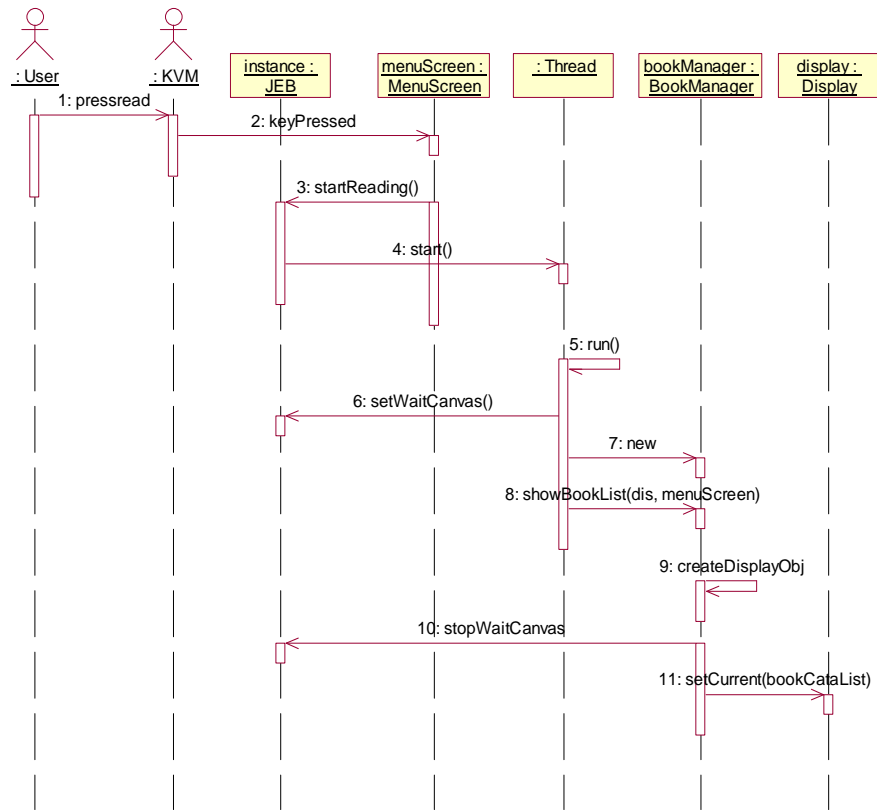 : User
: KVM
instance :
JEB
menuScreen :
MenuScreen
: Thread
bookManager :
BookManager
display :
Display
1: pressread
2: keyPressed
3: startReading()
4: start()
5: run()
6: setWaitCanvas()
7: new
8: showBookList(dis, menuScreen)
9: createDisplayObj
10: stopWaitCanvas
11: setCurrent(bookCataList)